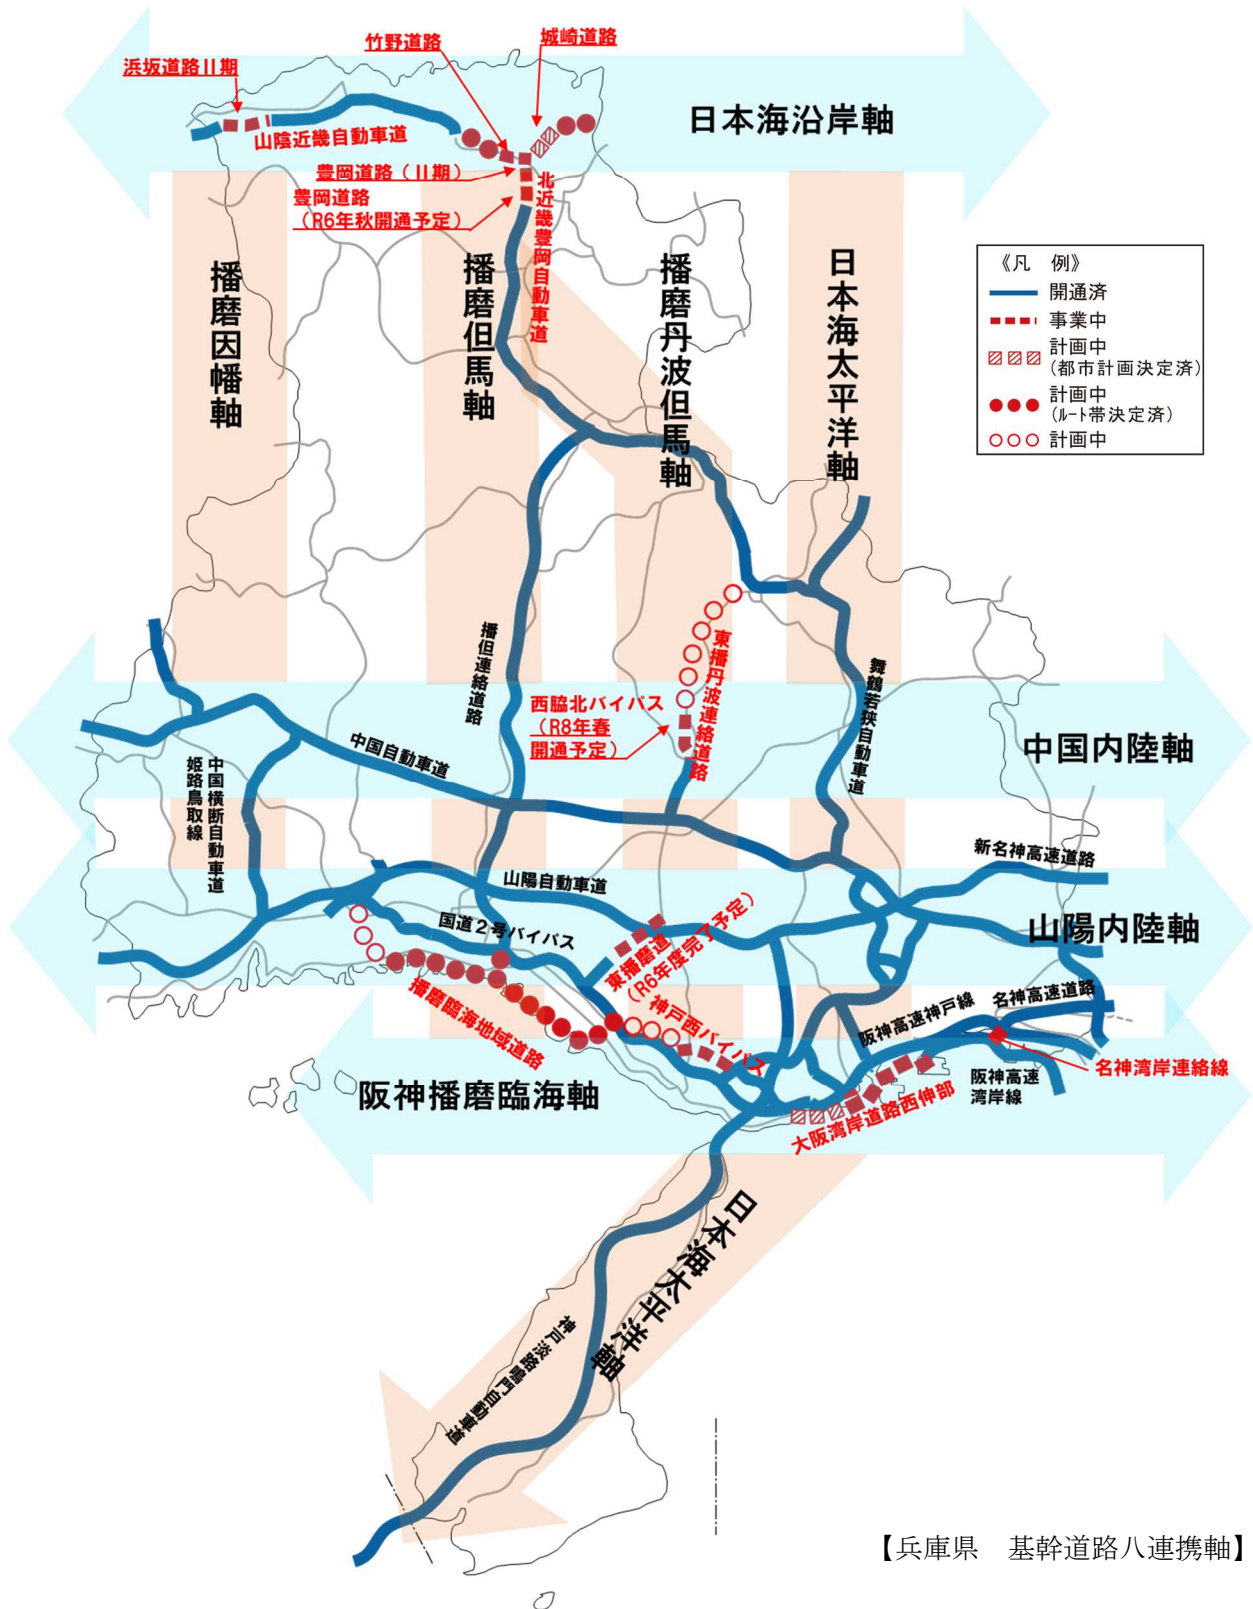 竹野道路
城崎道路
浜坂道路Ⅱ期
日本海沿岸軸
山陰近畿自動車道
豊岡道路（Ⅱ期）
豊岡道路
（R6年秋開通予定）
北近畿豊岡自動車道
播磨因幡軸
播磨但馬軸
播磨丹波但馬軸
日本海太平洋軸
《凡　例》
開通済
事業中
計画中
（都市計画決定済）
計画中
（ルート帯決定済）
計画中
播但連絡道路
東播丹波連絡道路
舞鶴若狭自動車道
西脇北バイパス
（R8年春
開通予定）
中国内陸軸
中国自動車道
中国横断自動車道
姫路鳥取線
新名神高速道路
山陽自動車道
国道２号バイパス
山陽内陸軸
東播磨道
（R6年度完了予定）
神戸西バイパス
播磨臨海地域道路
阪神高速神戸線
名神高速道路
名神湾岸連絡線
阪神高速
湾岸線
阪神播磨臨海軸
大阪湾岸道路西伸部
日本海太平洋軸
神戸淡路鳴門自動車道
【兵庫県　基幹道路八連携軸】